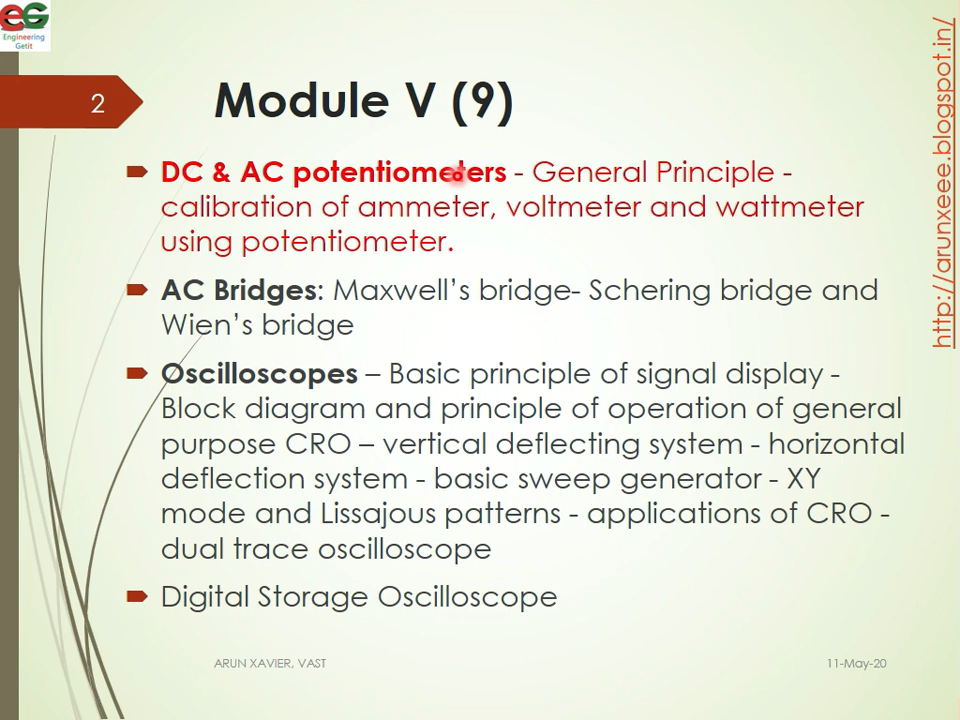 EG
Engineering
Getit
2
Module V (9)
DC & AC potentiometers - General Principle -
calibration of ammeter, voltmeter and wattmeter
using potentiometer.
AC Bridges: Maxwell’s bridge- Schering bridge and
Wien’s bridge
Oscilloscopes – Basic principle of signal display -
Block diagram and principle of operation of general
purpose CRO – vertical deflecting system - horizontal
deflection system - basic sweep generator - XY
mode and Lissajous patterns - applications of CRO -
dual trace oscilloscope
Digital Storage Oscilloscope
ARUN XAVIER, VAST
11-May-20
http://arunxeee.blogspot.in/